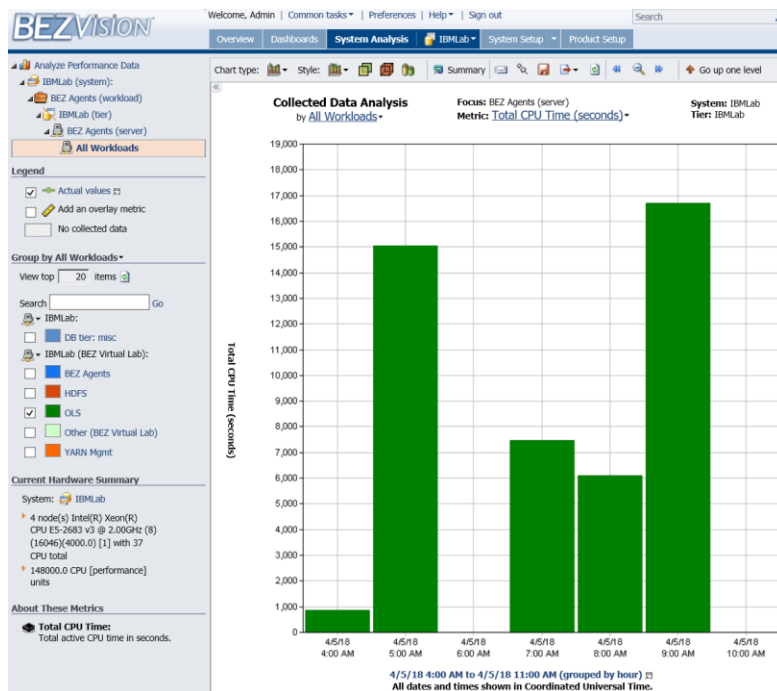 BEZVISION
Welcome, Admin | Common tasks | Preferences | Help | Sign out
Search
Overview Dashboards System Analysis IBMLab System Setup Product Setup
Analyze Performance Data
IBMLab (system):
BEZ Agents (workload)
IBMLab (tier)
BEZ Agents (server)
All Workloads
Legend
Actual values
Add an overlay metric
No collected data
Group by All Workloads
View top 20 items
Search Go
IBMLab:
DB tier: misc
IBMLab (BEZ Virtual Lab):
BEZ Agents
HDFS
OLS
Other (BEZ Virtual Lab)
YARN Mgmt
Current Hardware Summary
System: IBMLab
4 node(s) Intel(R) Xeon(R)
CPU E5-2683 v3 @ 2.00GHz (8)
(16046)(4000.0) [1] with 37
CPU total
148000.0 CPU [performance]
units
About These Metrics
Total CPU Time:
Total active CPU time in seconds.
Chart type: Style: Summary Go up one level
Collected Data Analysis
by All Workloads
Focus: BEZ Agents (server)
Metric: Total CPU Time (seconds)
System: IBMLab
Tier: IBMLab
Total CPU Time (seconds)
19,000
18,000
17,000
16,000
15,000
14,000
13,000
12,000
11,000
10,000
9,000
8,000
7,000
6,000
5,000
4,000
3,000
2,000
1,000
0
4/5/18 4/5/18 4/5/18 4/5/18 4/5/18 4/5/18 4/5/18
4:00 AM 5:00 AM 6:00 AM 7:00 AM 8:00 AM 9:00 AM 10:00 AM
4/5/18 4:00 AM to 4/5/18 11:00 AM (grouped by hour)
All dates and times shown in Coordinated Universal Time.